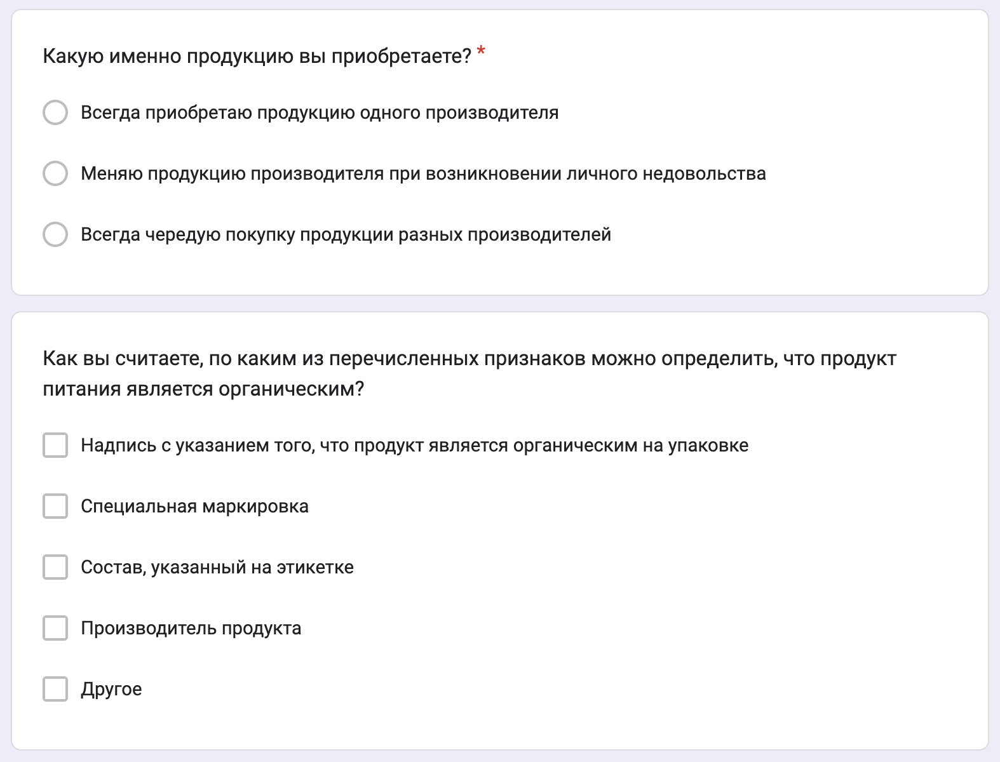 Какую именно продукцию вы приобретаете? *
Всегда приобретаю продукцию одного производителя
Меняю продукцию производителя при возникновении личного недовольства
Всегда чередую покупку продукции разных производителей
Как вы считаете, по каким из перечисленных признаков можно определить, что продукт
питания является органическим?
Надпись с указанием того, что продукт является органическим на упаковке
Специальная маркировка
Состав, указанный на этикетке
Производитель продукта
Другое